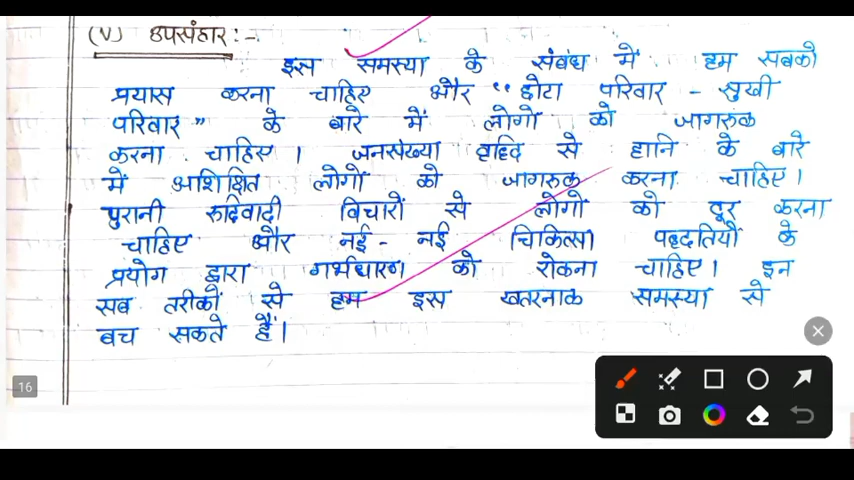 (V) उपसंहार:-
इस समस्या के संबंध में हम सबको
प्रयास करना चाहिए और "छोटा परिवार - सुखी
परिवार" के बारे में लोगों को जागरुक
करना चाहिए। जनसंख्या वृद्दि से हानि के बारे
में अशिक्षित लोगों को जागरुक करना चाहिए।
पुरानी रूढ़िवादी विचारों से लोगो को दूर करना
चाहिए और नई - नई चिकित्सा पद्दतियों के
प्रयोग द्वारा गर्भधारण को रोकना चाहिए। इन
सब तरीकों से हम इस खतरनाक समस्या से
बच सकते हैं।
16